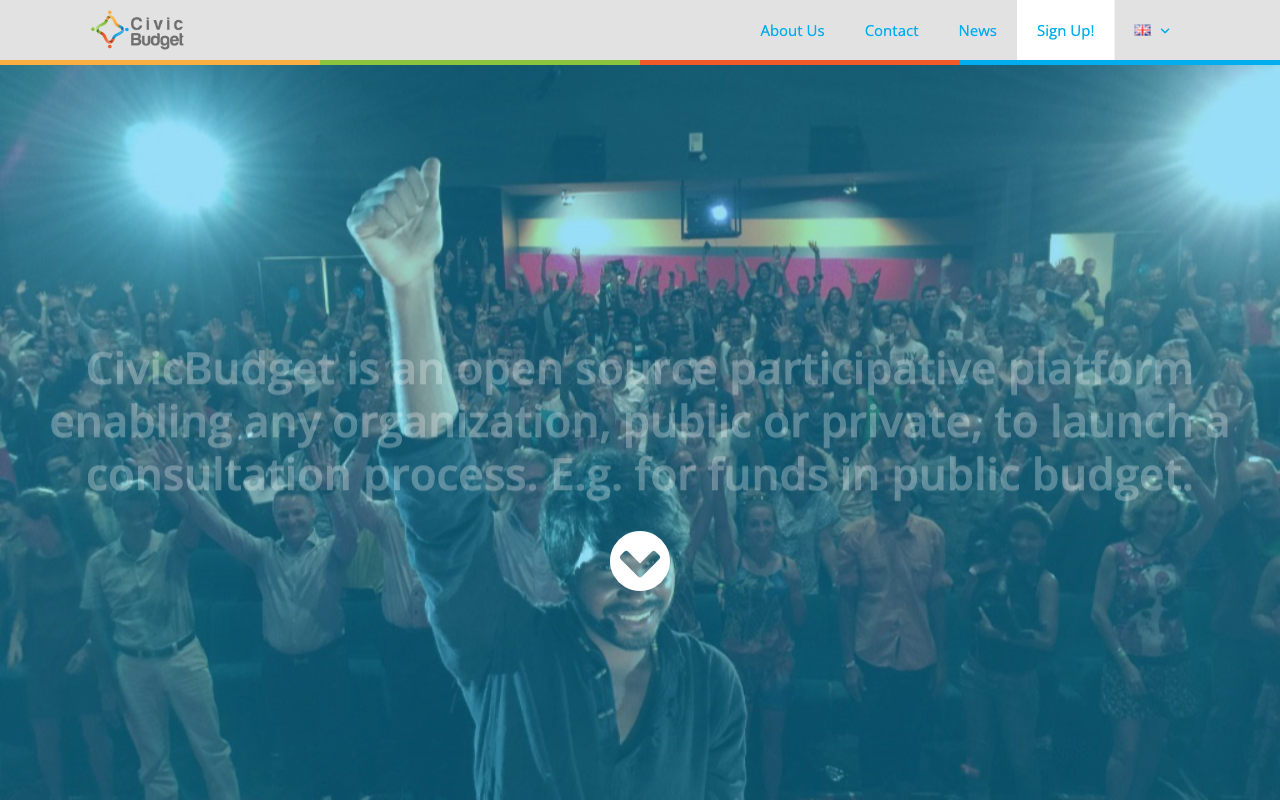 Civic
Budget
About Us
Contact
News
Sign Up!
CivicBudget is an open source participative platform
enabling any organization, public or private, to launch a
consultation process. E.g. for funds in public budget.